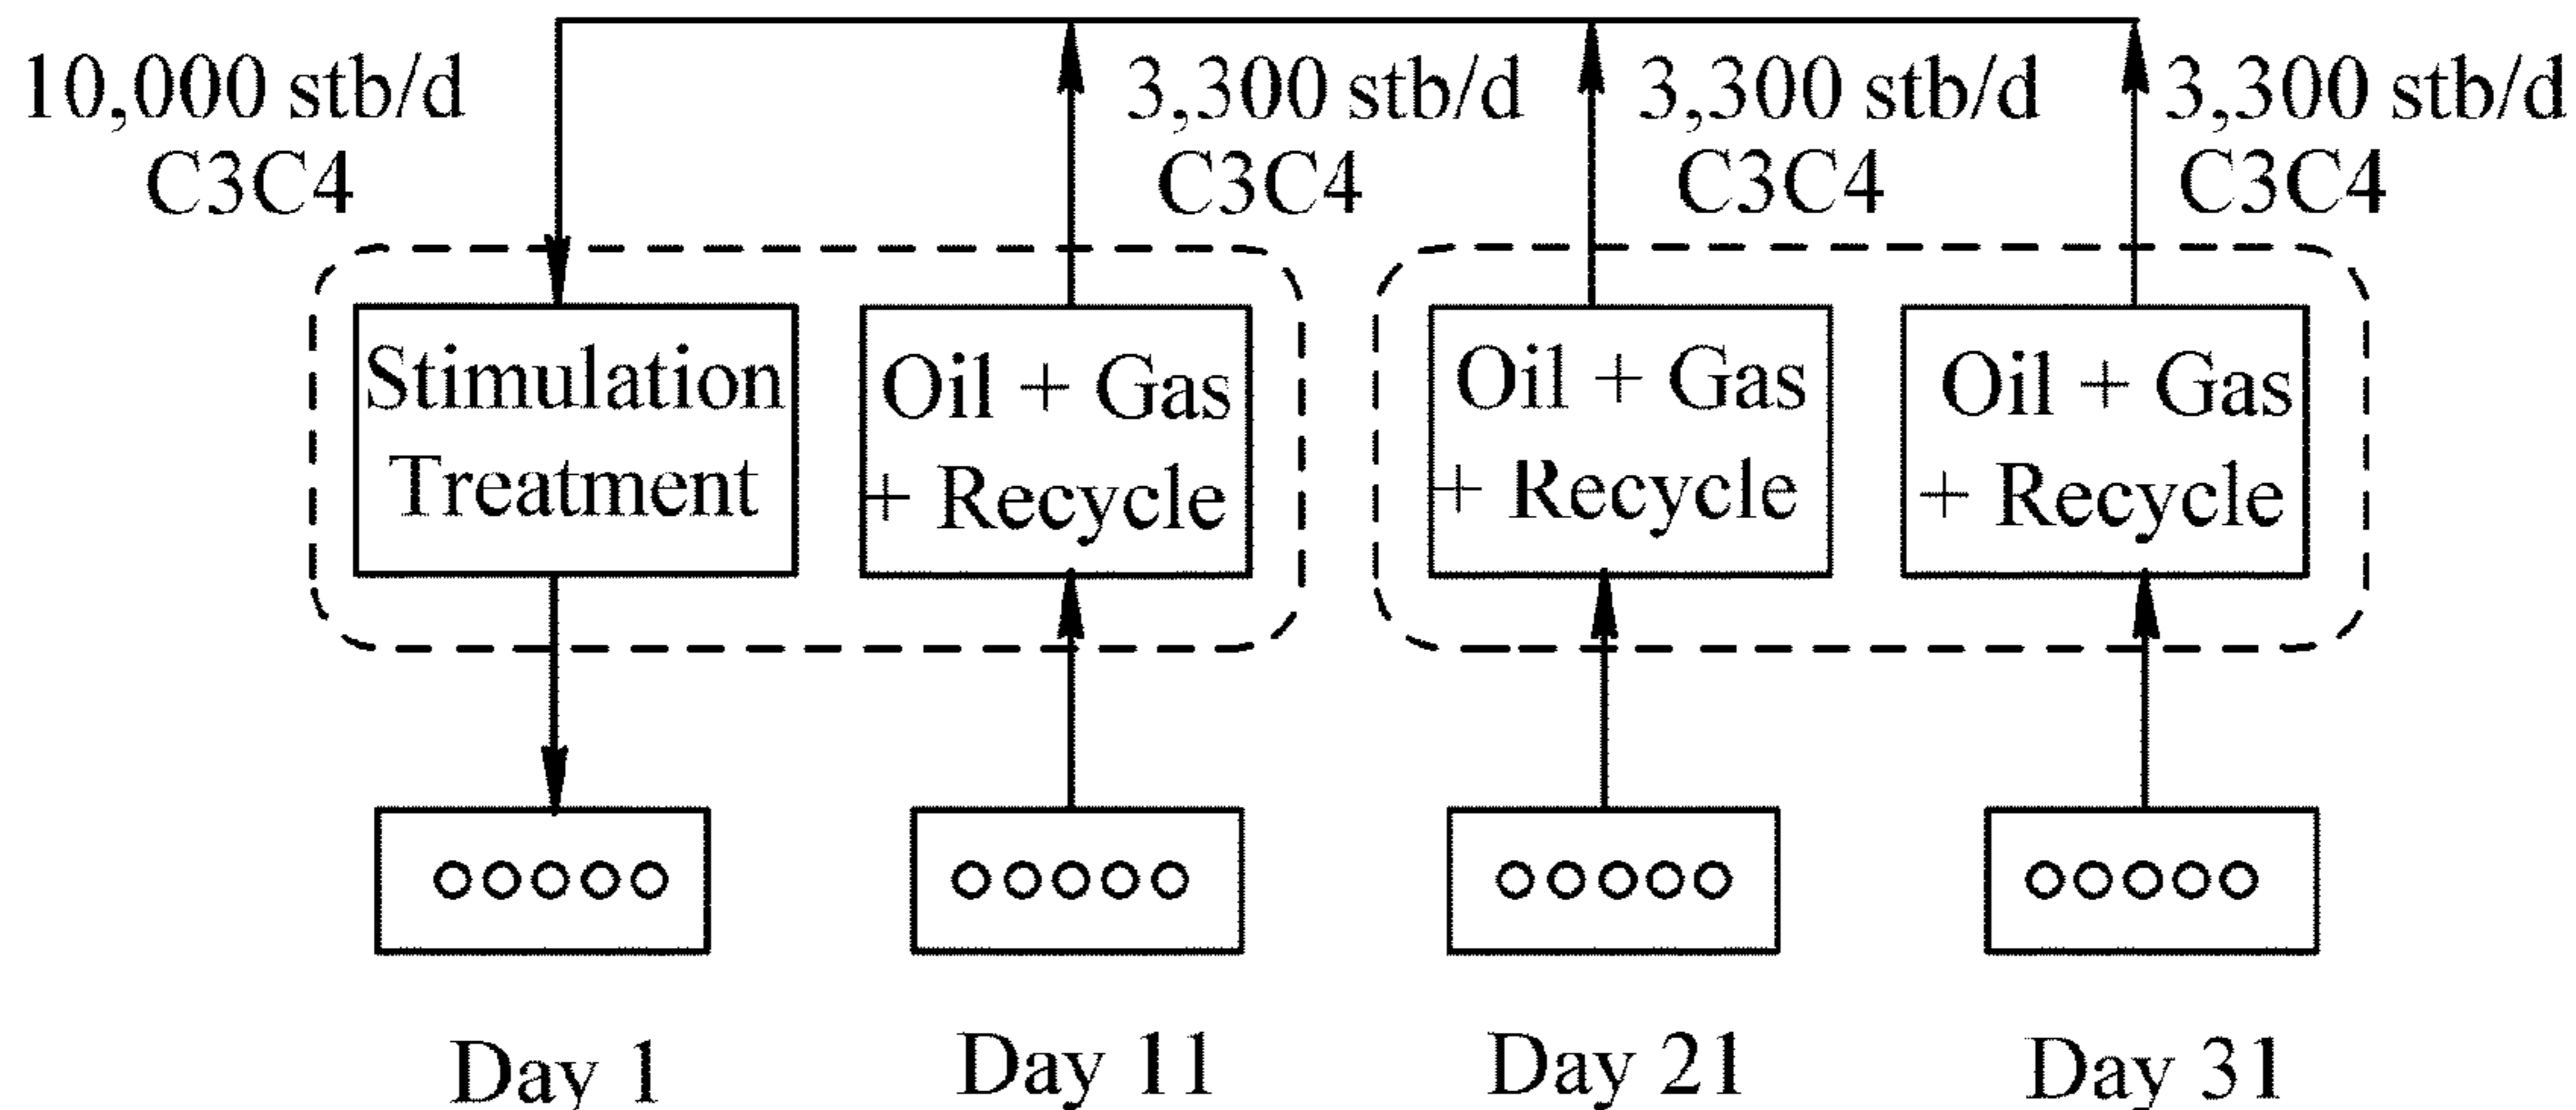 10,000 stb/d
C3C4
3,300 stb/d
C3C4
3,300 stb/d
C3C4
3,300 stb/d
C3C4
Stimulation
Treatment
Oil + Gas
+ Recycle
Oil + Gas
+ Recycle
Oil + Gas
+ Recycle
Day 1
Day 11
Day 21
Day 31